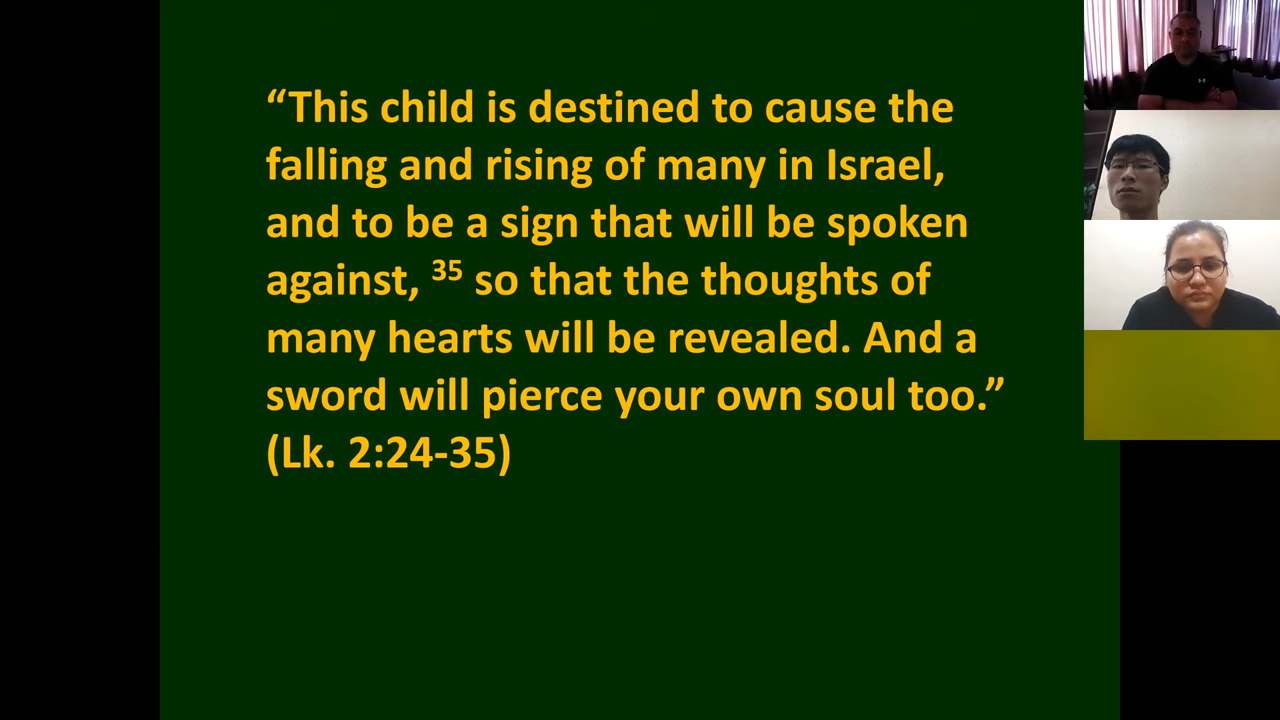 “This child is destined to cause the
falling and rising of many in Israel,
and to be a sign that will be spoken
against, 35 so that the thoughts of
many hearts will be revealed. And a
sword will pierce your own soul too.”
(Lk. 2:24-35)